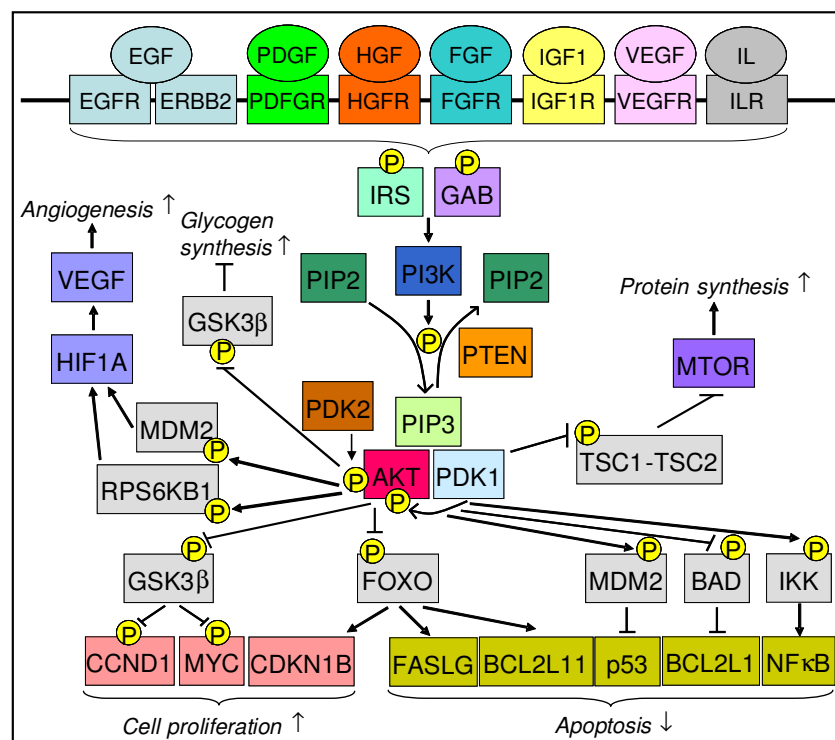 EGF PDGF HGF FGF IGF1 VEGF IL
EGFR ERBB2 PDFGR HGFR FGFR IGF1R VEGFR ILR
P P
IRS GAB
Angiogenesis ↑
Glycogen
synthesis ↑
VEGF PIP2 PI3K PIP2
Protein synthesis ↑
GSK3β
P P PTEN
HIF1A MTOR
PDK2 PIP3
MDM2 P P
TSC1-TSC2
RPS6KB1 P P AKT PDK1
P
P P P P P
GSK3β FOXO MDM2 BAD IKK
P P
CCND1 MYC CDKN1B FASLG BCL2L11 p53 BCL2L1 NFκB
Cell proliferation ↑ Apoptosis ↓